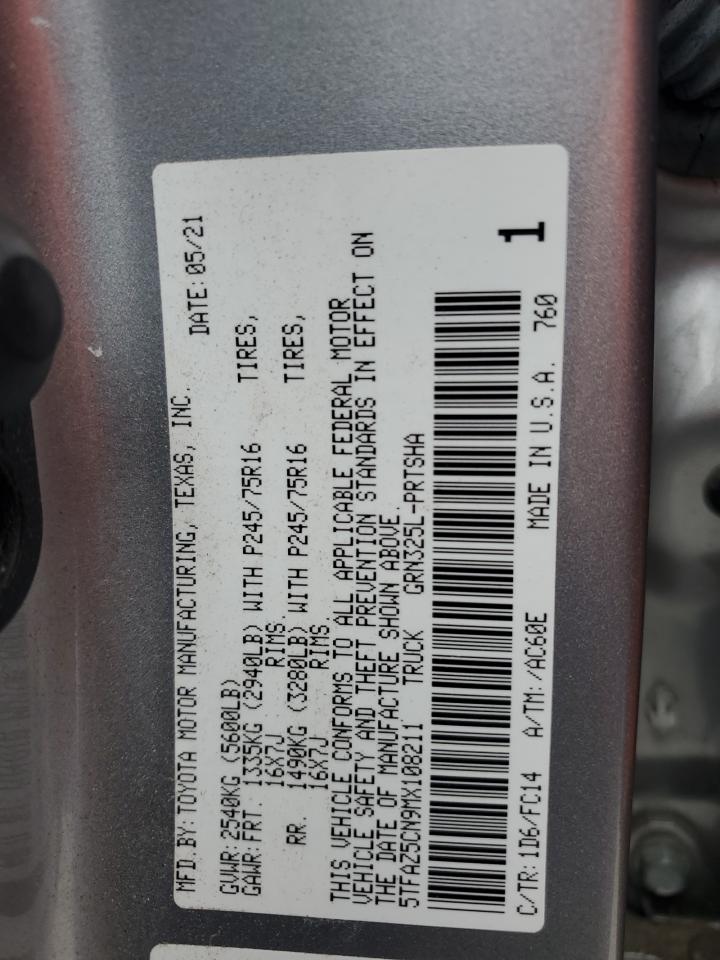 MFD. BY: TOYOTA MOTOR MANUFACTURING, TEXAS, INC. DATE: 05/21
GVWR: 2540KG (5600LB)
GAWR: FRT. 1335KG (2940LB) WITH P245/75R16 TIRES,
16X7J RIMS.
RR. 1490KG (3280LB) WITH P245/75R16 TIRES,
16X7J RIMS.
THIS VEHICLE CONFORMS TO ALL APPLICABLE FEDERAL MOTOR
VEHICLE SAFETY AND THEFT PREVENTION STANDARDS IN EFFECT ON
THE DATE OF MANUFACTURE SHOWN ABOVE.
5TFAZ5CN9MX108211 TRUCK GRN325L-PRTSHA
1
C/TR: 1D6/FC14 A/TM: /AC60E MADE IN U.S.A. 760